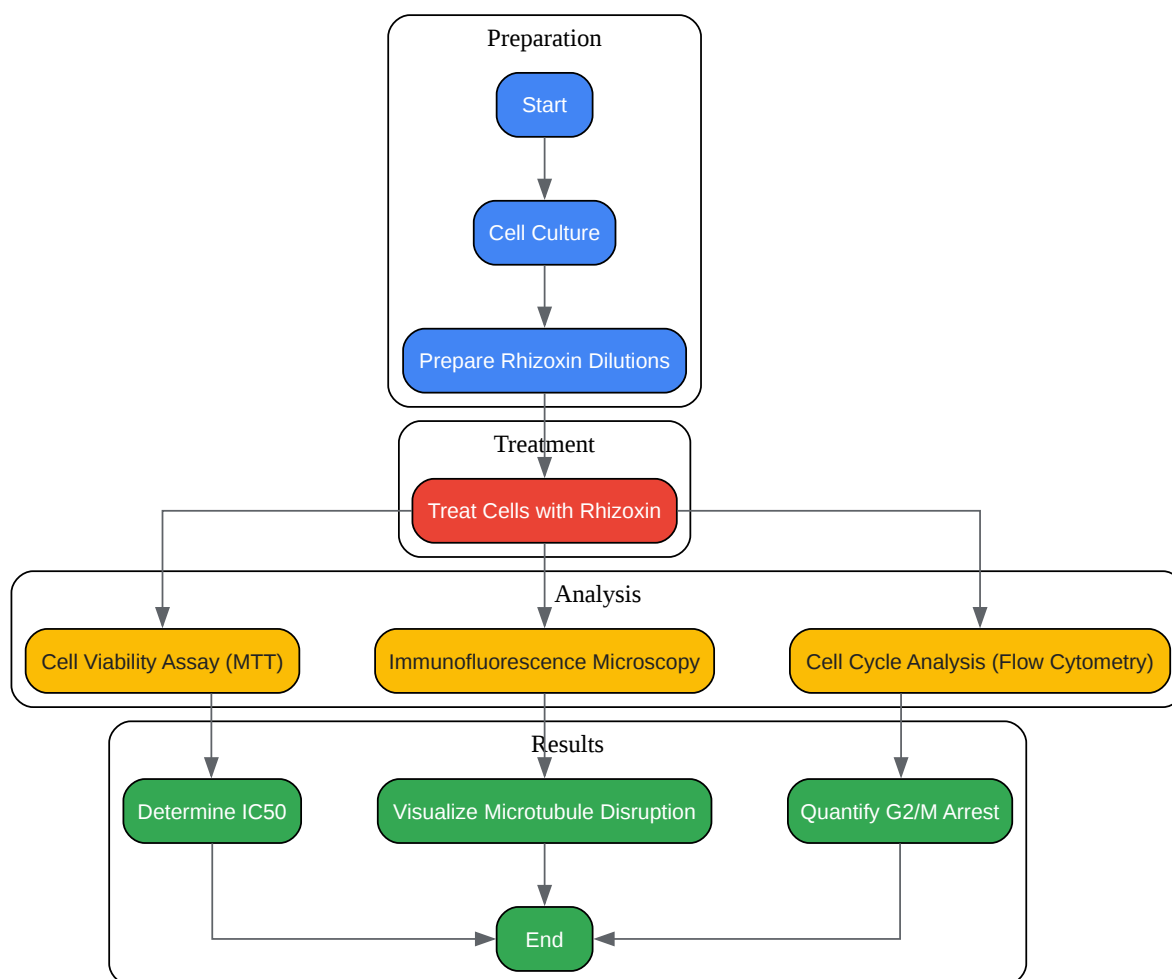 Preparation
Start
Cell Culture
Prepare Rhizoxin Dilutions
Treatment
Treat Cells with Rhizoxin
Analysis
Cell Viability Assay (MTT)
Immunofluorescence Microscopy
Cell Cycle Analysis (Flow Cytometry)
Results
Determine IC50
Visualize Microtubule Disruption
Quantify G2/M Arrest
End